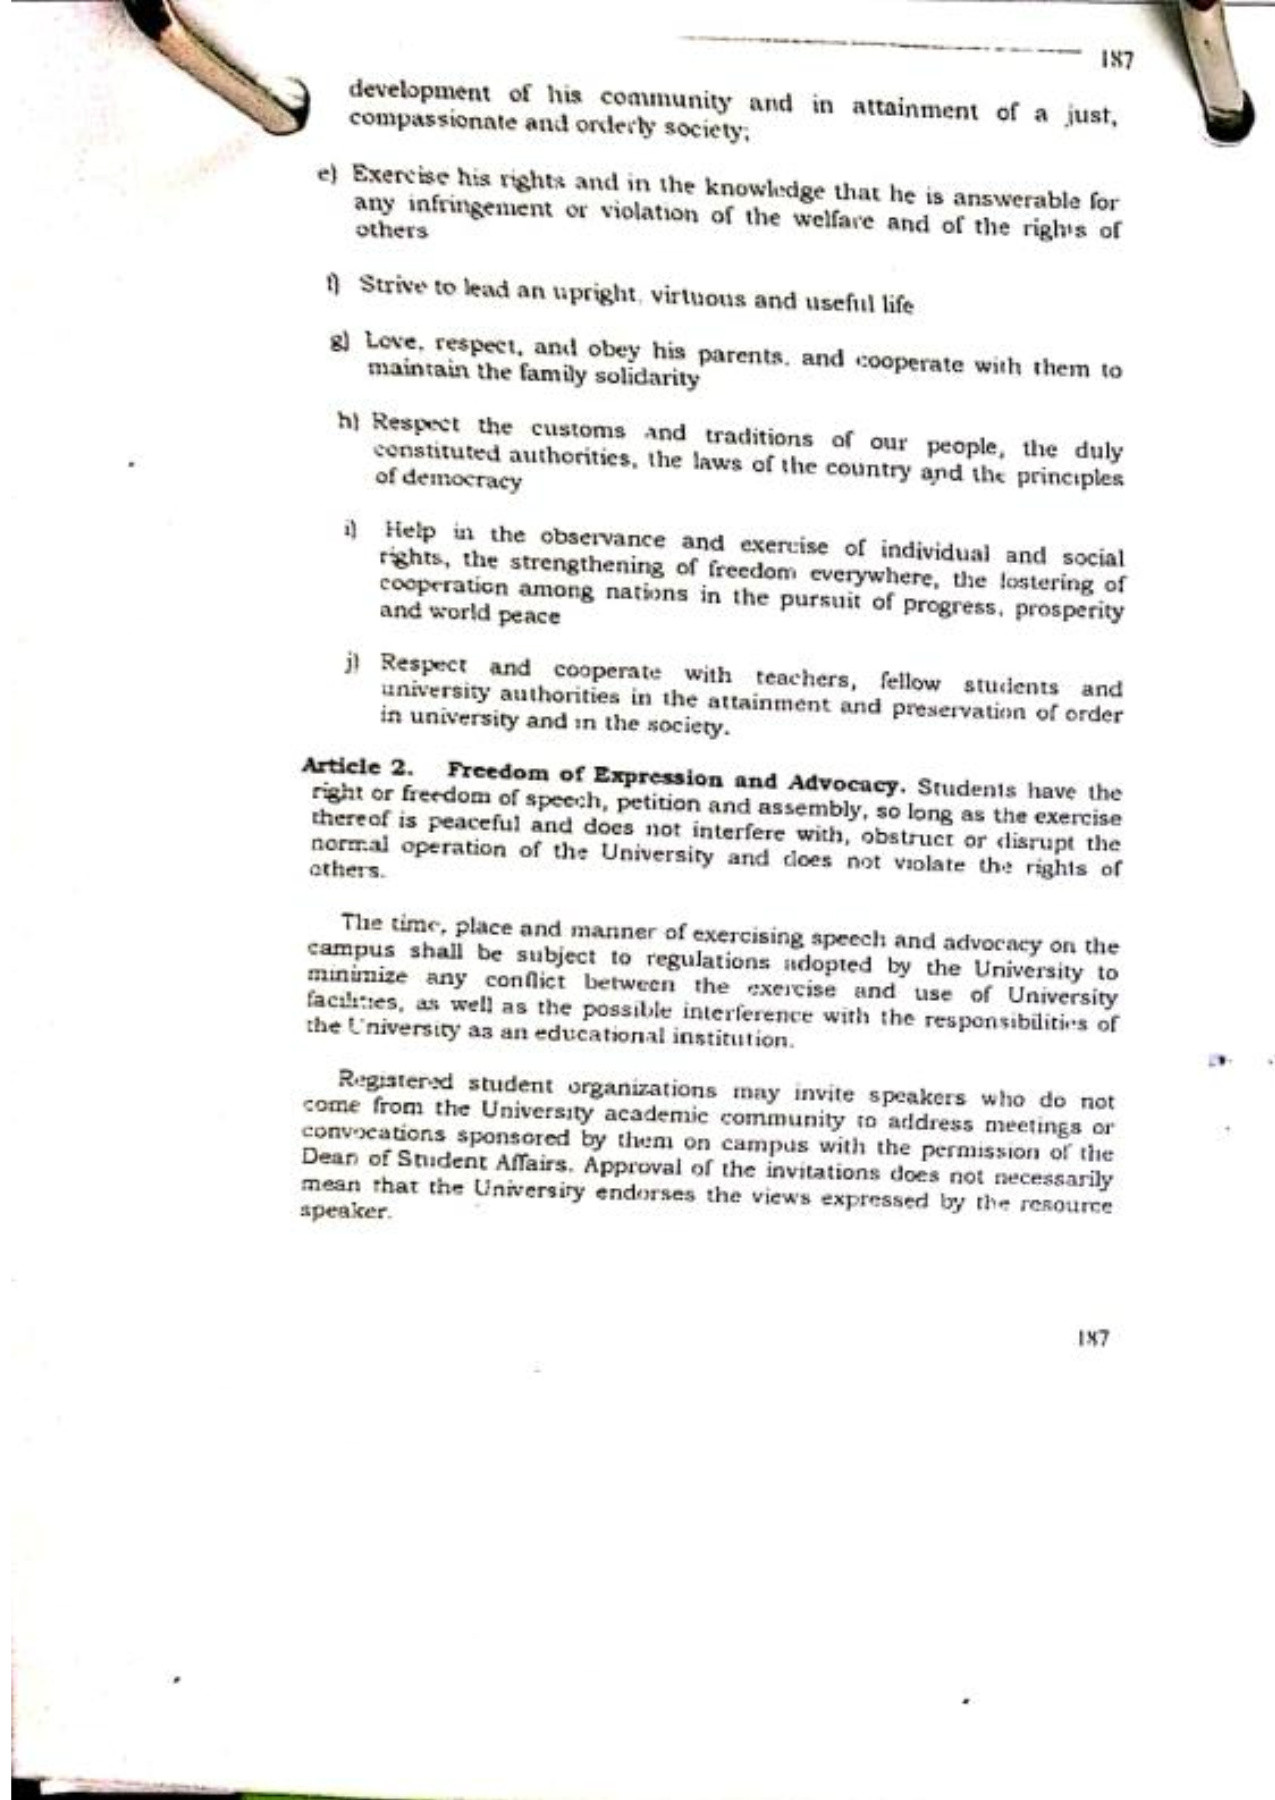 187
development of his community and in attainment of a just,
compassionate and orderly society;
e) Exercise his rights and in the knowledge that he is answerable for
any infringement or violation of the welfare and of the rights of
others
f) Strive to lead an upright, virtuous and useful life
g) Love, respect, and obey his parents, and cooperate with them to
maintain the family solidarity
h) Respect the customs and traditions of our people, the duly
constituted authorities, the laws of the country and the principles
of democracy
i) Help in the observance and exercise of individual and social
rights, the strengthening of freedom everywhere, the fostering of
cooperation among nations in the pursuit of progress, prosperity
and world peace
j) Respect and cooperate with teachers, fellow students and
university authorities in the attainment and preservation of order
in university and in the society.
Article 2. Freedom of Expression and Advocacy. Students have the
right or freedom of speech, petition and assembly, so long as the exercise
thereof is peaceful and does not interfere with, obstruct or disrupt the
normal operation of the University and does not violate the rights of
others.
The time, place and manner of exercising speech and advocacy on the
campus shall be subject to regulations adopted by the University to
minimize any conflict between the exercise and use of University
facilities, as well as the possible interference with the responsibilities of
the University as an educational institution.
Registered student organizations may invite speakers who do not
come from the University academic community to address meetings or
convocations sponsored by them on campus with the permission of the
Dean of Student Affairs. Approval of the invitations does not necessarily
mean that the University endorses the views expressed by the resource
speaker.
187